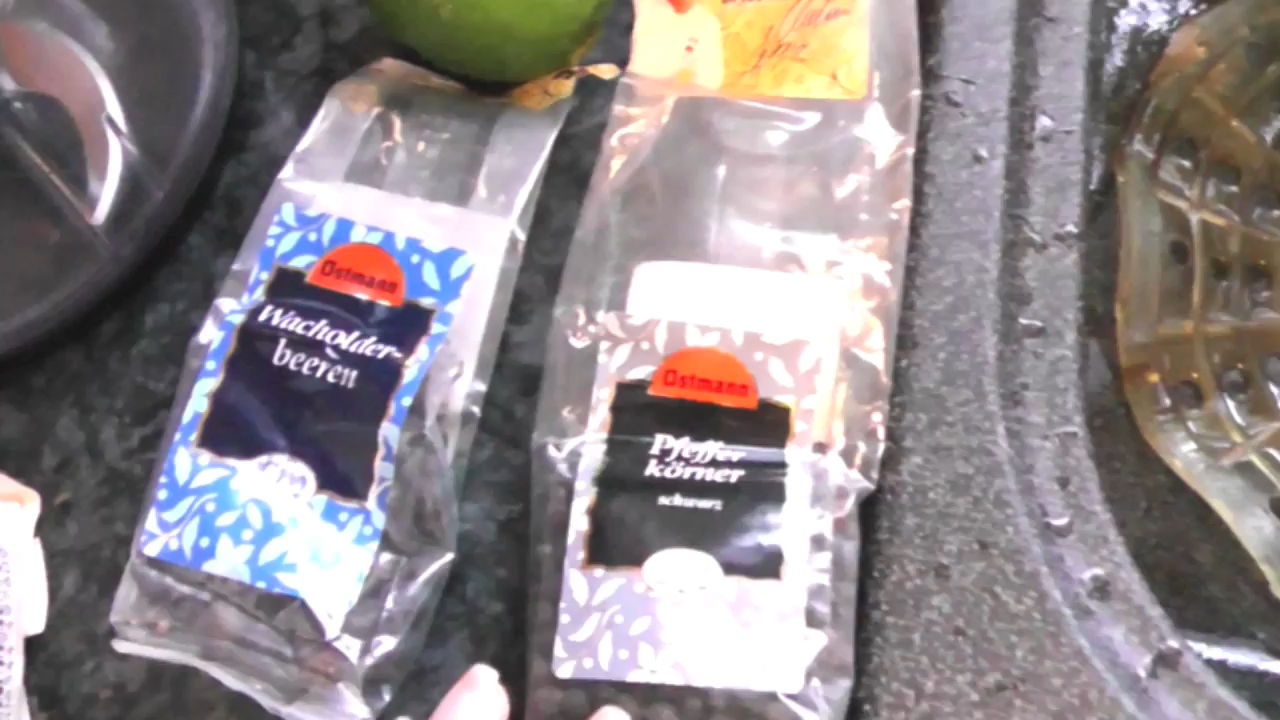 Ostmann
Wacholder-
beeren
Ostmann
Pfeffer
körner
schwarz